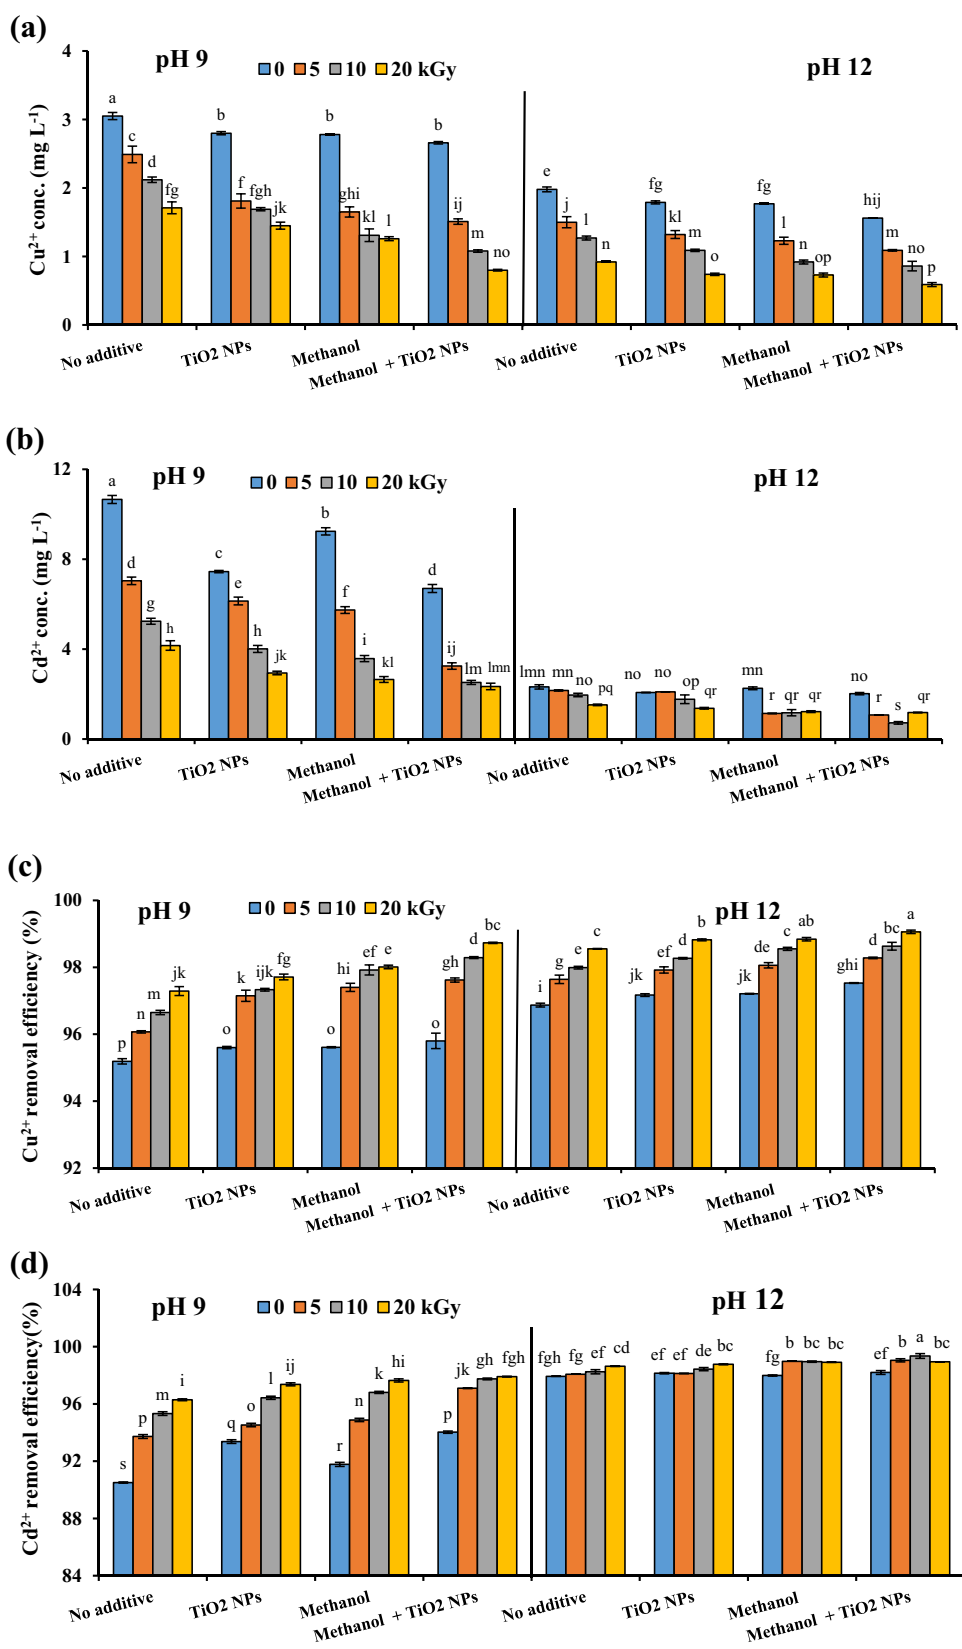 (a)
pH 9
0 5 10 20 kGy
pH 12
Cu²⁺ conc. (mg L⁻¹)
4
3
2
1
0
a c d fg
b f fgh jk
b ghi kl l
b ij m no
e j l n
fg kl m o
fg l n op
hij m no p
No additive
TiO2 NPs
Methanol
Methanol + TiO2 NPs
No additive
TiO2 NPs
Methanol
Methanol + TiO2 NPs
(b)
pH 9
0 5 10 20 kGy
pH 12
Cd²⁺ conc. (mg L⁻¹)
12
8
4
0
a d g h
c e h jk
b f i kl
d ij lm lmn
lmn mn no pq
no no op qr
mn r qr qr
no r s qr
No additive
TiO2 NPs
Methanol
Methanol + TiO2 NPs
No additive
TiO2 NPs
Methanol
Methanol + TiO2 NPs
(c)
pH 9
0 5 10 20 kGy
pH 12
Cu²⁺ removal efficiency (%)
100
98
96
94
92
p n m jk
o k ijk fg
o hi ef e
o gh d bc
i g e c
jk ef d b
jk de c ab
ghi d bc a
No additive
TiO2 NPs
Methanol
Methanol + TiO2 NPs
No additive
TiO2 NPs
Methanol
Methanol + TiO2 NPs
(d)
pH 9
0 5 10 20 kGy
pH 12
Cd²⁺ removal efficiency(%)
104
100
96
92
88
84
s p m i
q o l ij
r n k hi
p jk gh fgh
fgh fg ef cd
ef ef de bc
fg b bc bc
ef b a bc
No additive
TiO2 NPs
Methanol
Methanol + TiO2 NPs
No additive
TiO2 NPs
Methanol
Methanol + TiO2 NPs